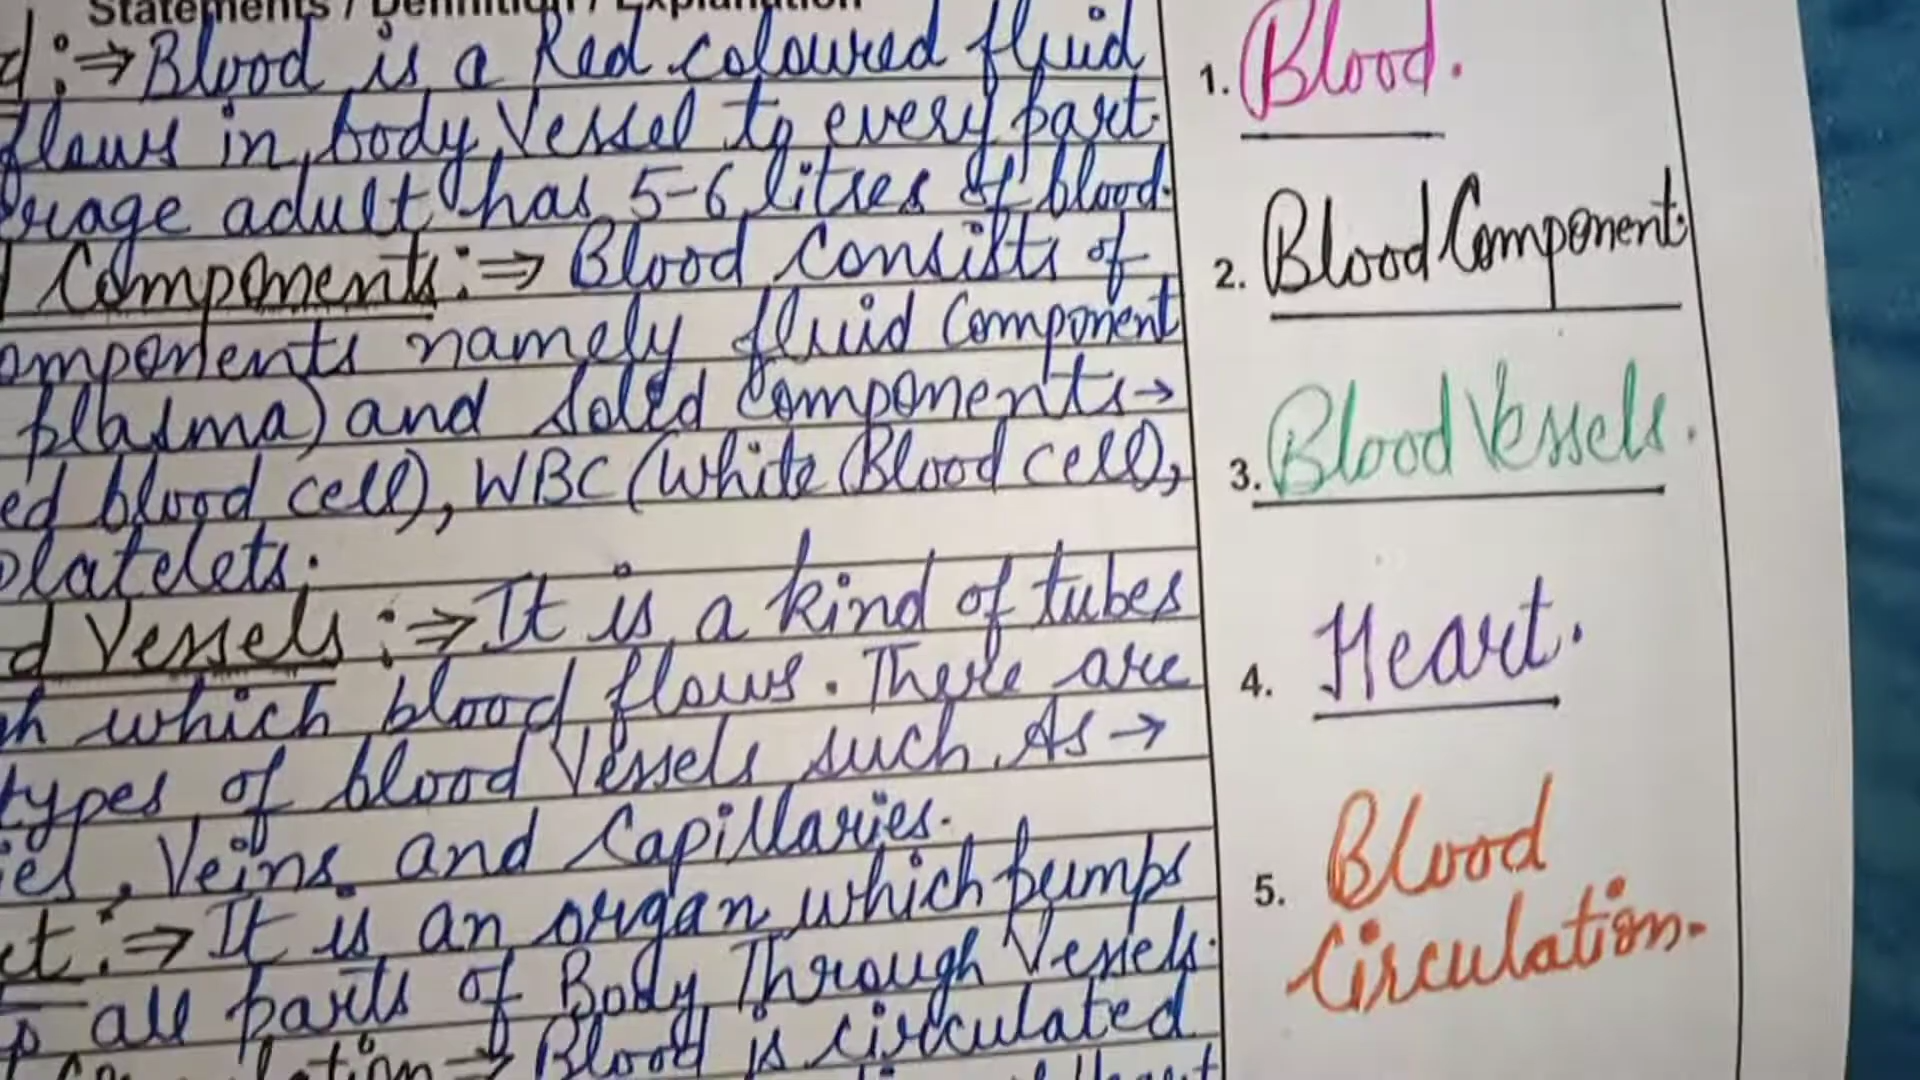 Statements / Definition / Explanation
:⇒ Blood is a Red coloured fluid
flows in body Vessel to every part.
adult has 5-6 litres of blood.
Components :⇒ Blood Consists of
namely fluid Component
plasma) and Solid Components →
blood cell), WBC (White Blood cell),
platelets.
Vessels :⇒ It is a kind of tubes
which blood flows. There are
types of blood Vessels such As →
, Veins and Capillaries.
:⇒ It is an organ which pumps
all parts of Body Through Vessels.
⇒ Blood is circulated
1. Blood.
2. Blood Component.
3. Blood Vessels.
4. Heart.
5. Blood
Circulation.